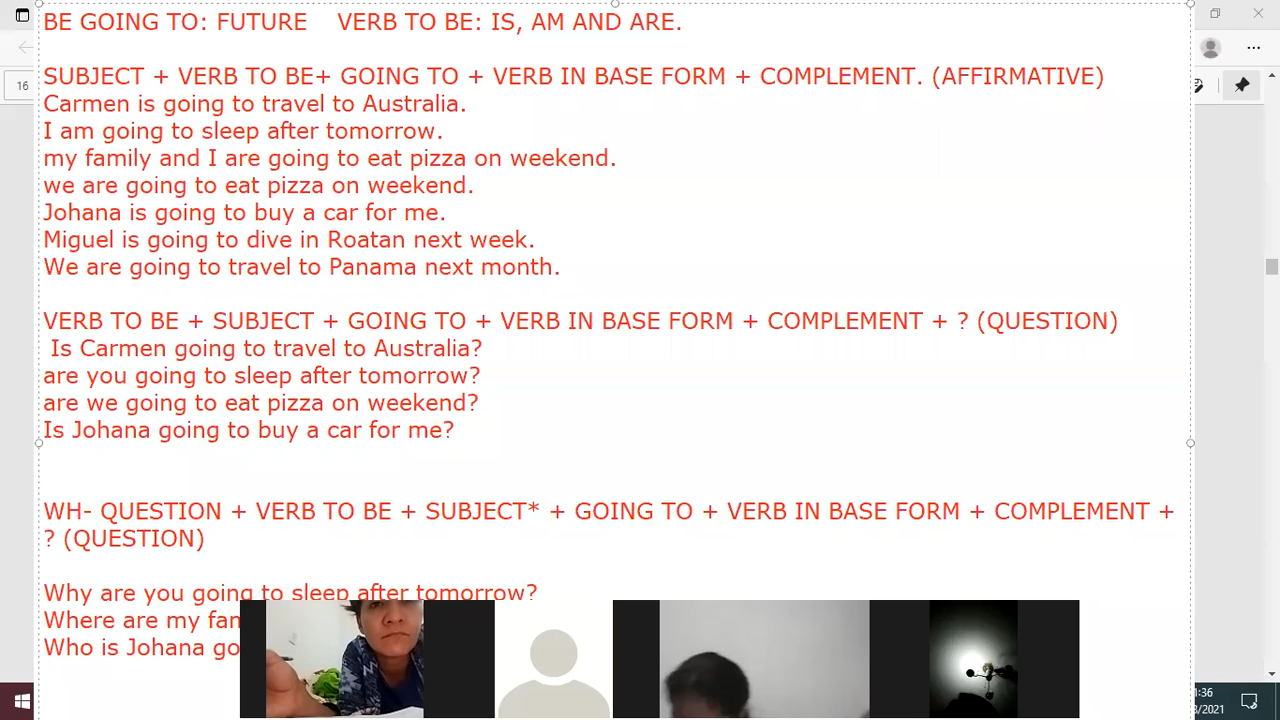 BE GOING TO: FUTURE VERB TO BE: IS, AM AND ARE.
16
SUBJECT + VERB TO BE+ GOING TO + VERB IN BASE FORM + COMPLEMENT. (AFFIRMATIVE)
Carmen is going to travel to Australia.
I am going to sleep after tomorrow.
my family and I are going to eat pizza on weekend.
we are going to eat pizza on weekend.
Johana is going to buy a car for me.
Miguel is going to dive in Roatan next week.
We are going to travel to Panama next month.
VERB TO BE + SUBJECT + GOING TO + VERB IN BASE FORM + COMPLEMENT + ? (QUESTION)
Is Carmen going to travel to Australia?
are you going to sleep after tomorrow?
are we going to eat pizza on weekend?
Is Johana going to buy a car for me?
WH- QUESTION + VERB TO BE + SUBJECT* + GOING TO + VERB IN BASE FORM + COMPLEMENT +
? (QUESTION)
Why are you going to sleep after tomorrow?
Where are my
Who is Johana
:36
/2021